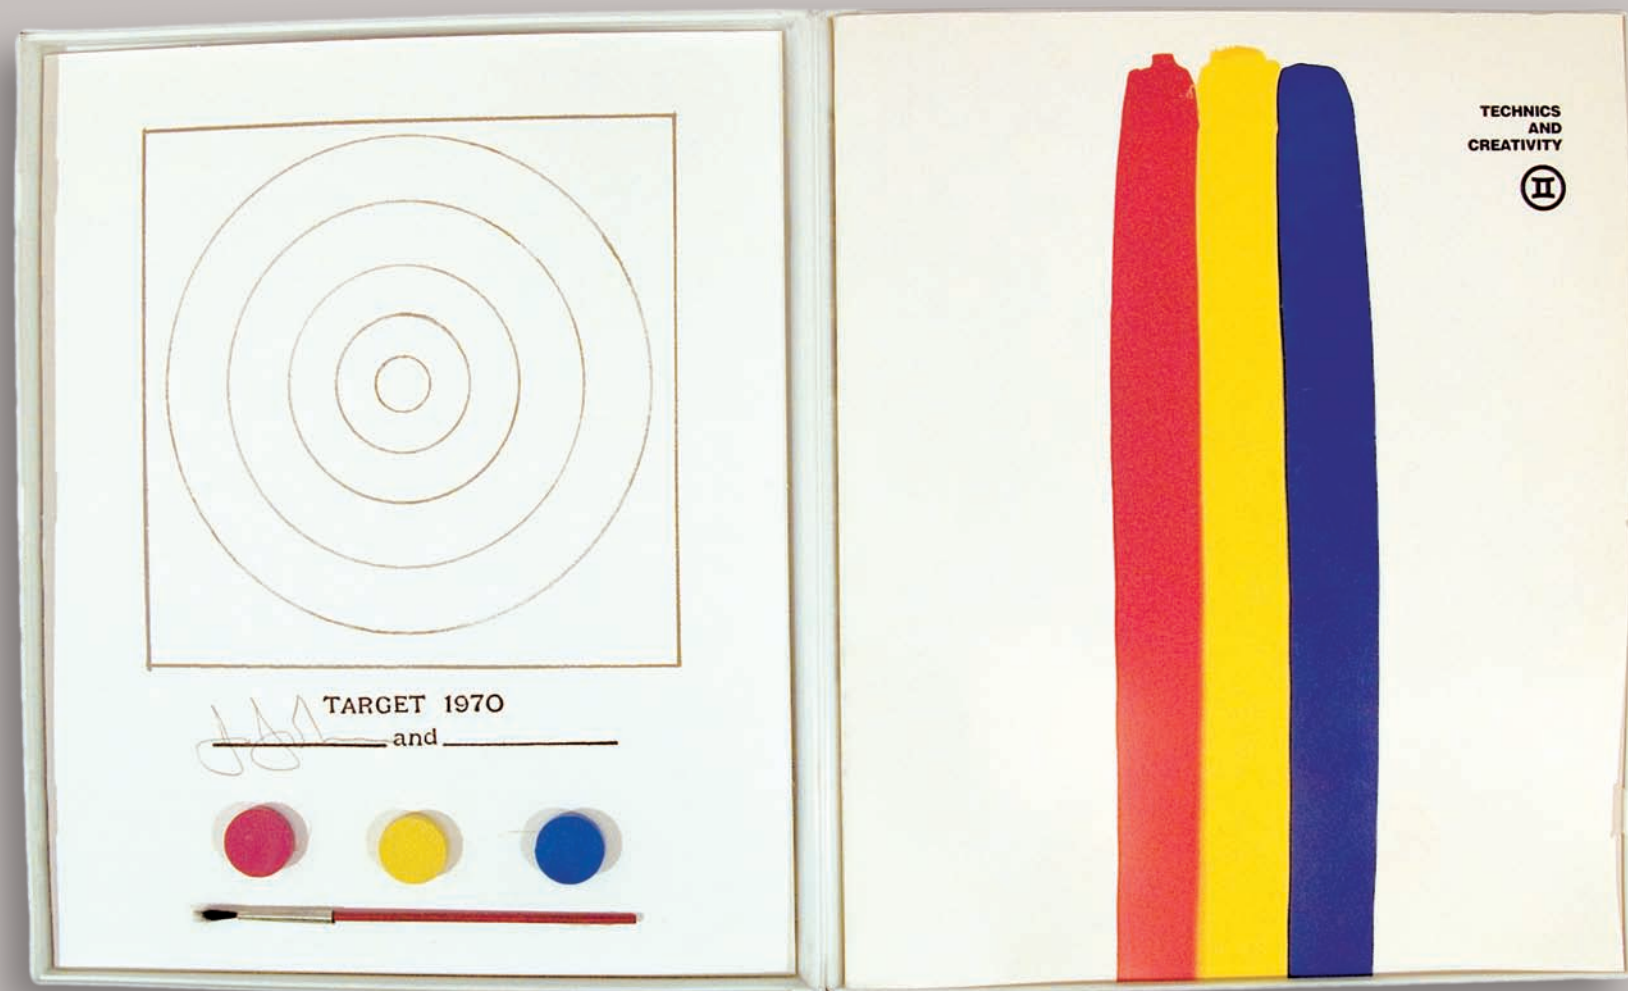 TARGET 1970
and
TECHNICS
AND
CREATIVITY
II